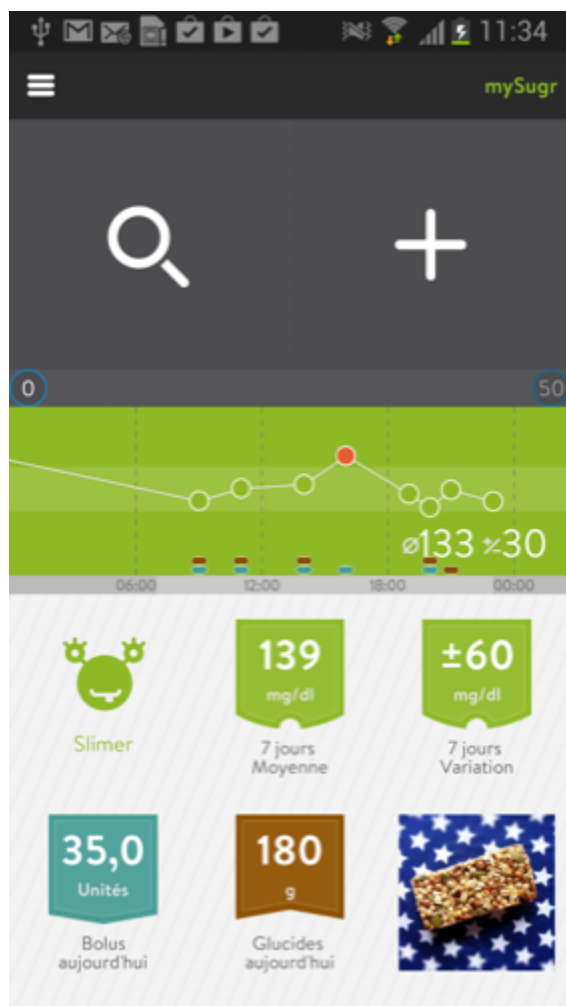 11:34
mySugr
0
50
ø133 ⁺∕₋30
06:00 12:00 18:00 00:00
Slimer
139
mg/dl
7 jours
Moyenne
±60
mg/dl
7 jours
Variation
35,0
Unités
Bolus
aujourd'hui
180
g
Glucides
aujourd'hui